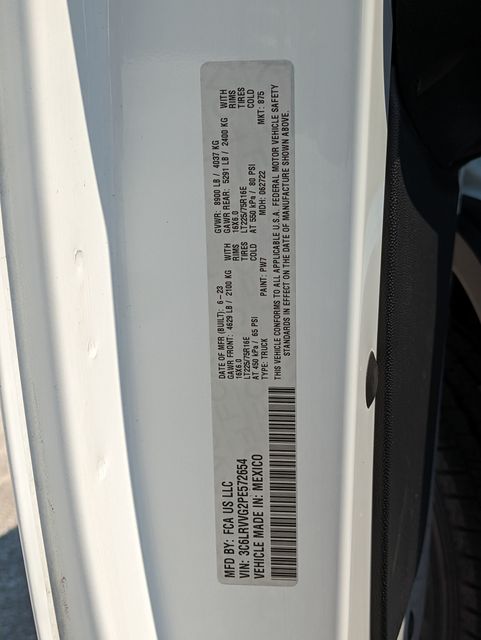 MFD BY: FCA US LLC
VIN: 3C6LRVVG2PE572654
VEHICLE MADE IN: MEXICO
DATE OF MFR (BUILT): 6-23 GVWR: 8900 LB / 4037 KG
GAWR FRONT: 4629 LB / 2100 KG WITH GAWR REAR: 5291 LB / 2400 KG WITH
16X6.0 RIMS 16X6.0 RIMS
LT225/75R16E TIRES LT225/75R16E TIRES
AT 450 kPa / 65 PSI COLD AT 550 kPa / 80 PSI COLD
TYPE: TRUCK PAINT: PW7 MDH: 062722 MKT: 875
THIS VEHICLE CONFORMS TO ALL APPLICABLE U.S.A. FEDERAL MOTOR VEHICLE SAFETY
STANDARDS IN EFFECT ON THE DATE OF MANUFACTURE SHOWN ABOVE.